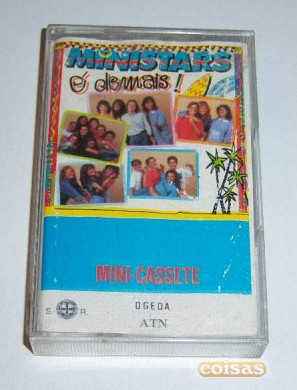 MINISTARS
é demais!
MINI-CASSETE
S. R.
OGEDA
ATN
coisas